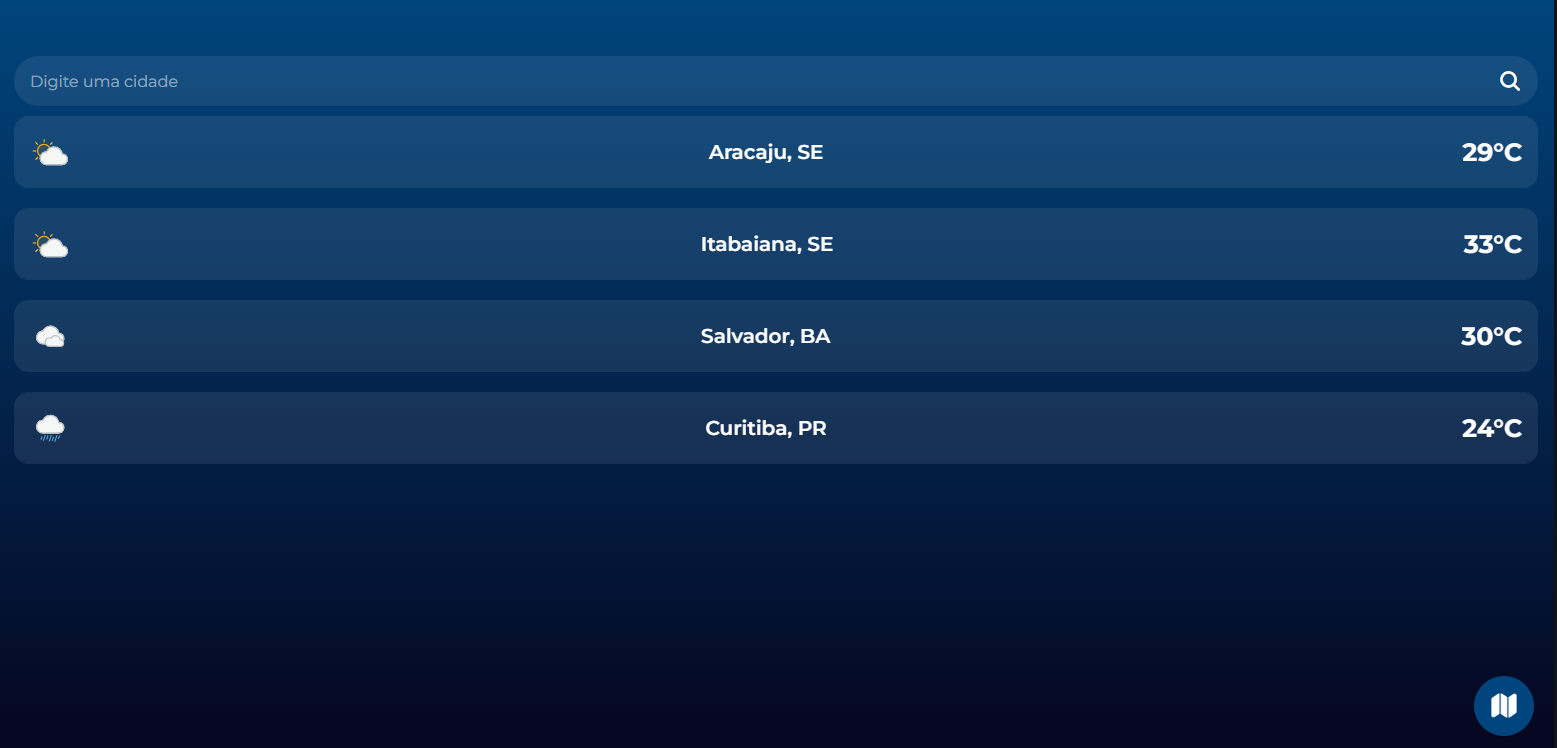 Digite uma cidade
Aracaju, SE 29°C
Itabaiana, SE 33°C
Salvador, BA 30°C
Curitiba, PR 24°C